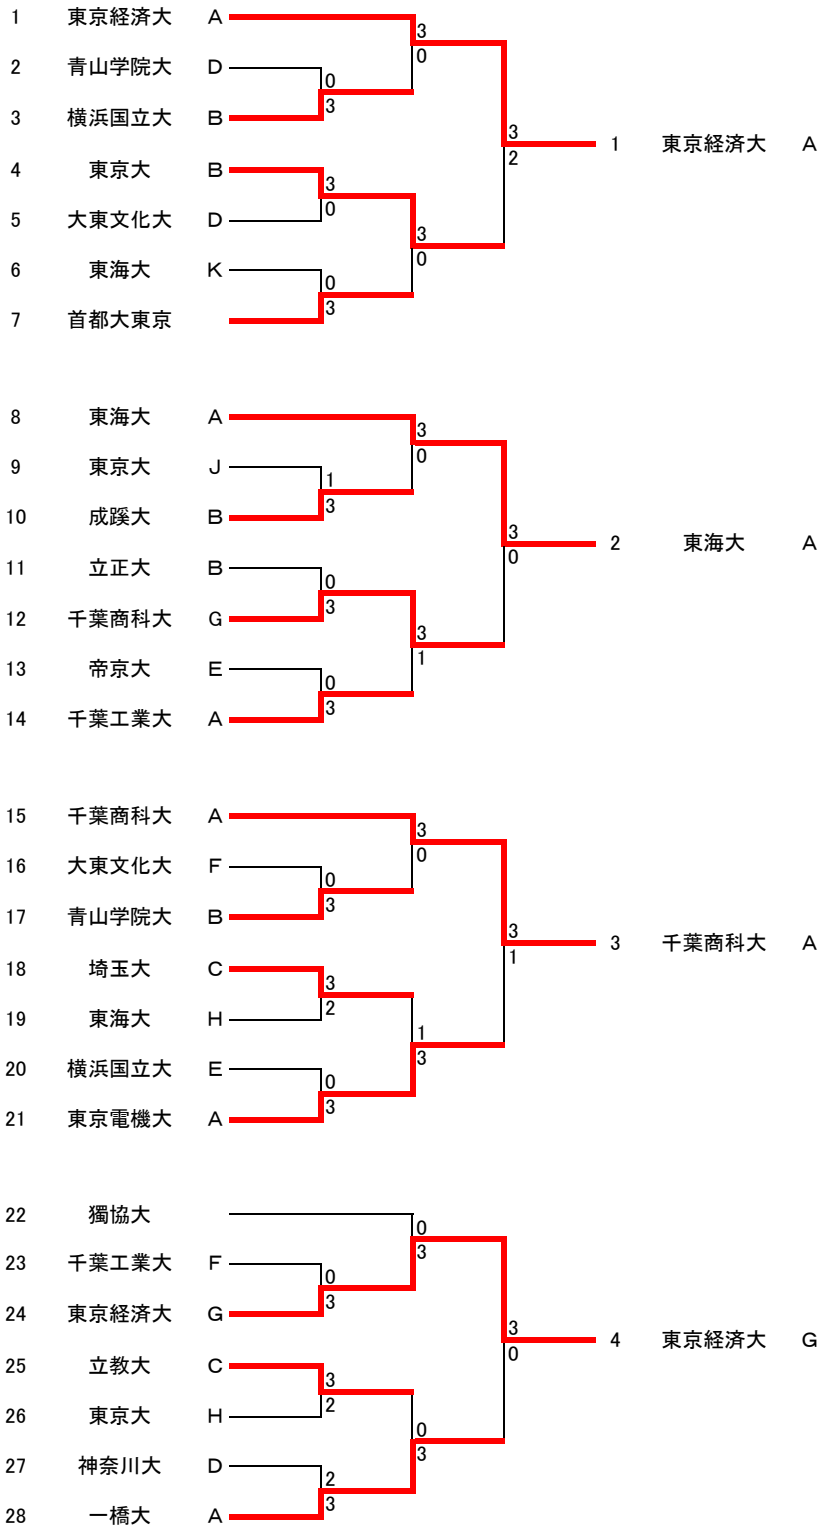 1 東京経済大 A
3
0
2 青山学院大 D
0
3
3 横浜国立大 B
3
2
1 東京経済大 A
4 東京大 B
3
0
5 大東文化大 D
3
0
6 東海大 K
0
3
7 首都大東京
8 東海大 A
3
0
9 東京大 J
1
3
10 成蹊大 B
3
0
2 東海大 A
11 立正大 B
0
3
12 千葉商科大 G
3
1
13 帝京大 E
0
3
14 千葉工業大 A
15 千葉商科大 A
3
0
16 大東文化大 F
0
3
17 青山学院大 B
3
1
3 千葉商科大 A
18 埼玉大 C
3
2
19 東海大 H
1
3
20 横浜国立大 E
0
3
21 東京電機大 A
22 獨協大
0
3
23 千葉工業大 F
0
3
24 東京経済大 G
3
0
4 東京経済大 G
25 立教大 C
3
2
26 東京大 H
0
3
27 神奈川大 D
2
3
28 一橋大 A